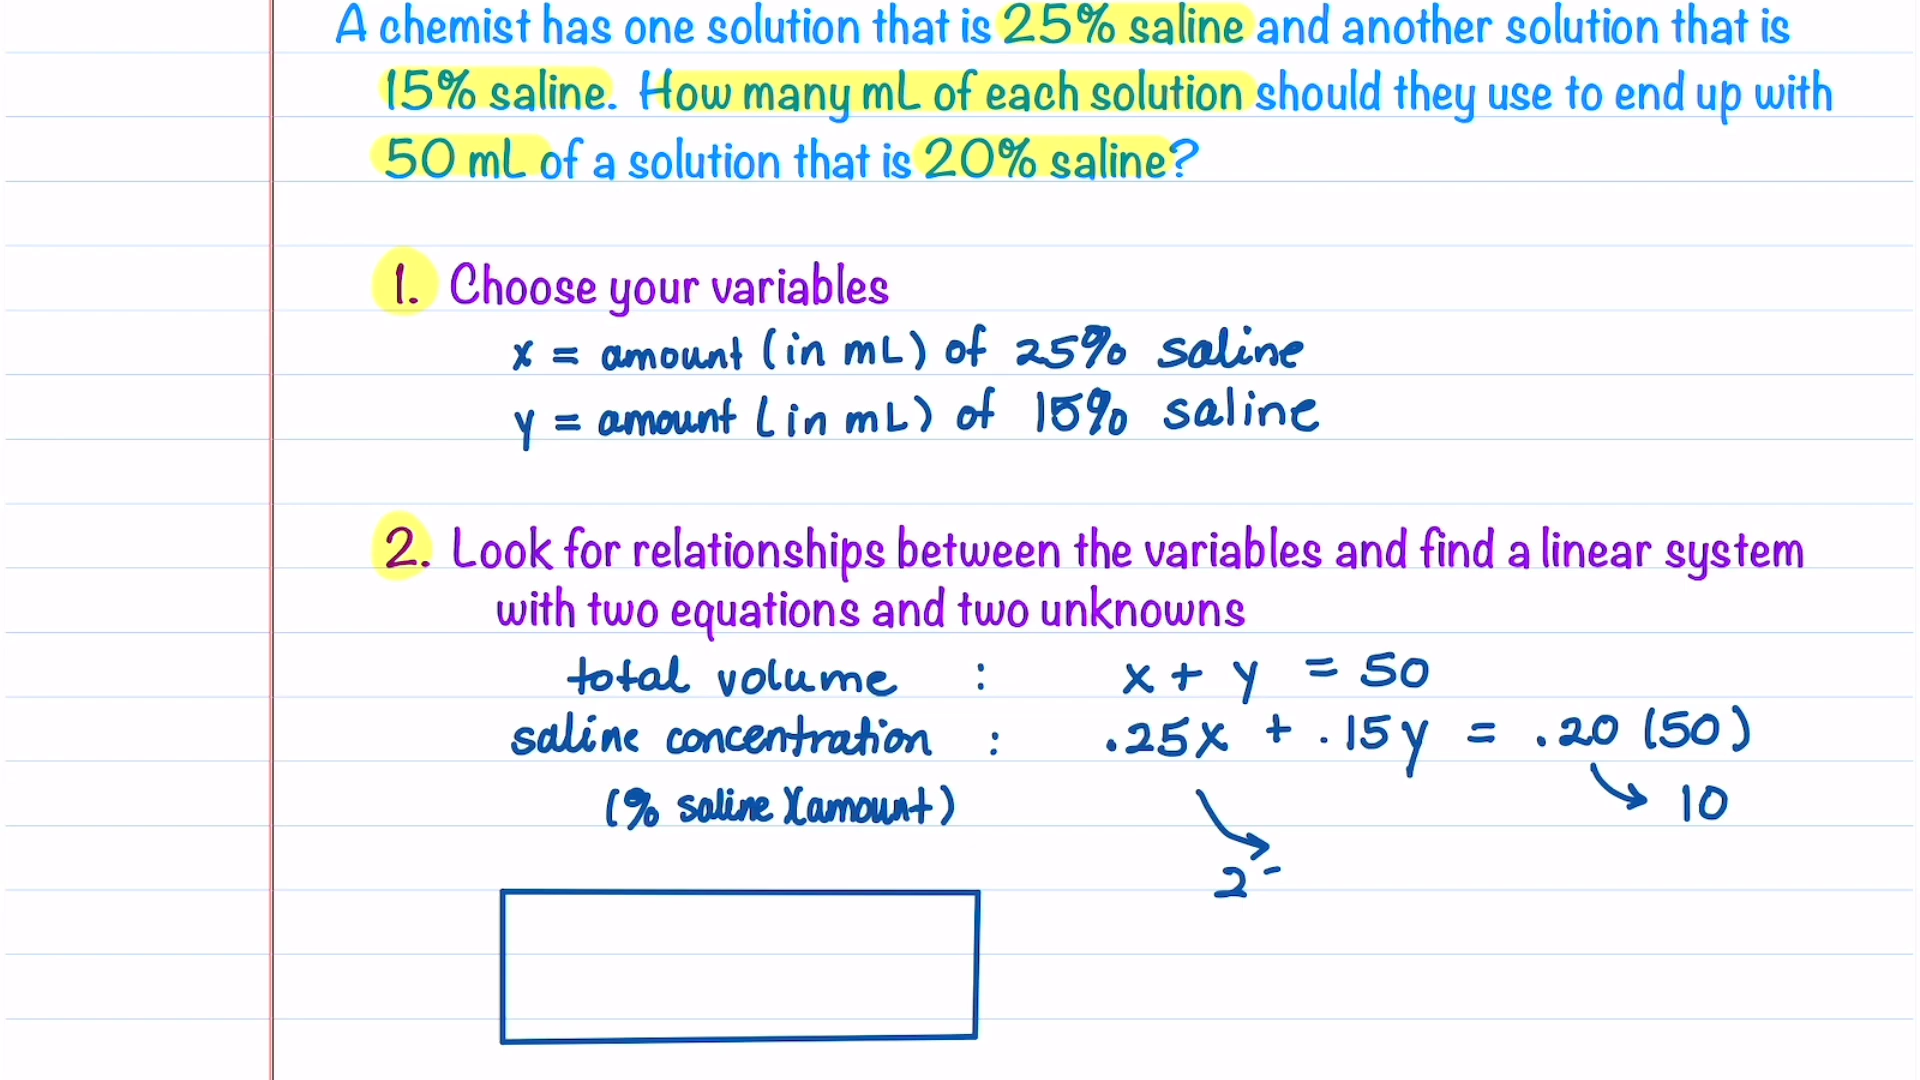 A chemist has one solution that is 25% saline and another solution that is
15% saline. How many mL of each solution should they use to end up with
50 mL of a solution that is 20% saline?
1. Choose your variables
x = amount (in mL) of 25% saline
y = amount (in mL) of 15% saline
2. Look for relationships between the variables and find a linear system
with two equations and two unknowns
total volume : x + y = 50
saline concentration : .25x + .15y = .20 (50)
(% saline)(amount) 10
2